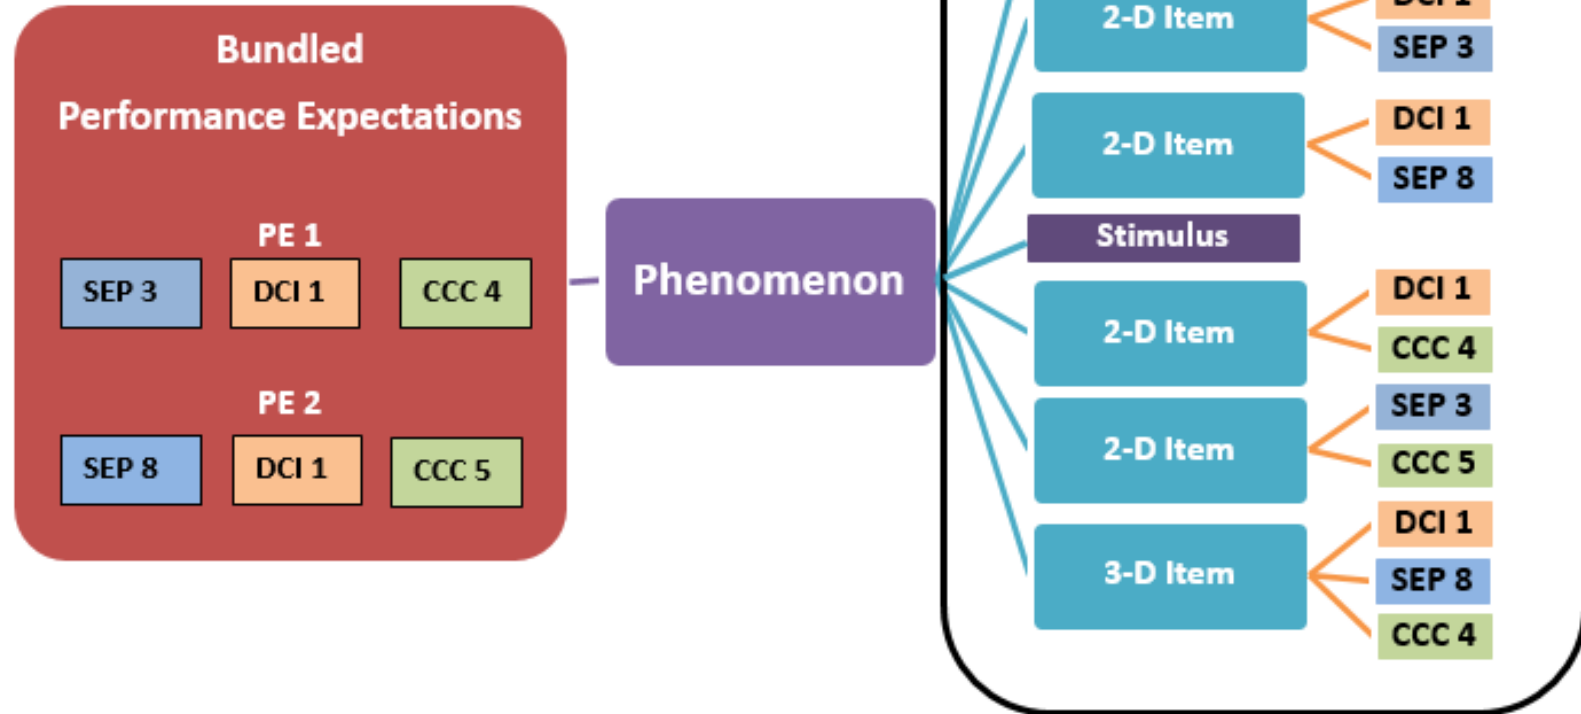 Bundled
Performance Expectations
PE 1
SEP 3
DCI 1
CCC 4
PE 2
SEP 8
DCI 1
CCC 5
Phenomenon
2-D Item
DCI 1
SEP 3
2-D Item
DCI 1
SEP 8
Stimulus
2-D Item
DCI 1
CCC 4
2-D Item
SEP 3
CCC 5
3-D Item
DCI 1
SEP 8
CCC 4